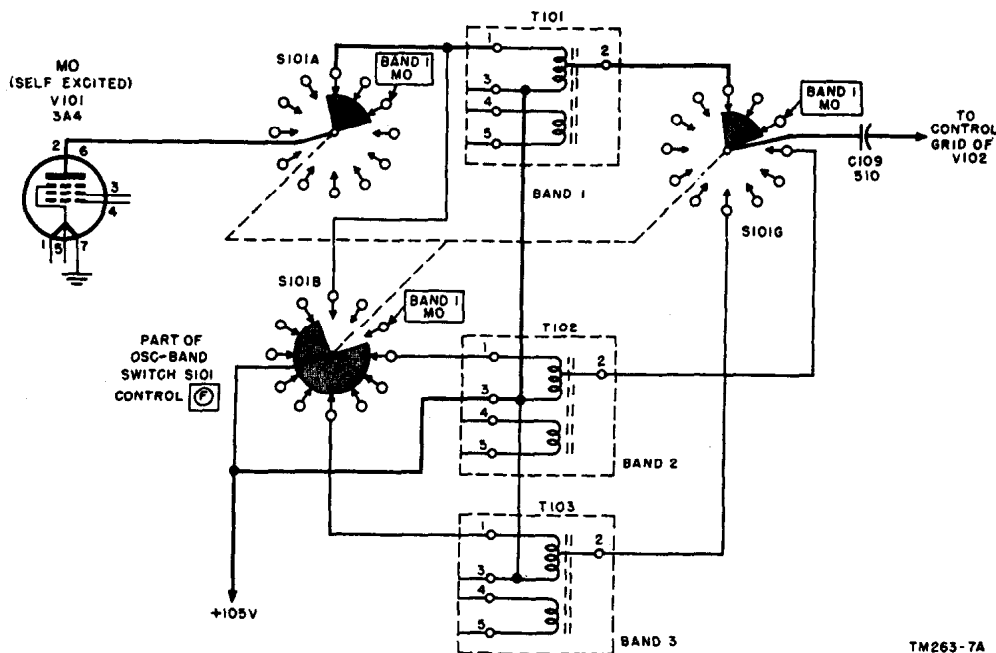 T101
MO
(SELF EXCITED)
V101
3A4
2 6
3
4
1 5 7
S101A
BAND 1
MO
1
2
3
4
5
BAND 1
BAND 1
MO
TO
CONTROL
GRID OF
V102
C109
510
S101G
S101B
BAND 1
MO
PART OF
OSC-BAND
SWITCH S101
CONTROL F
T102
1
2
3
4
5
BAND 2
T103
1
2
3
4
5
BAND 3
+105V
TM263-7A